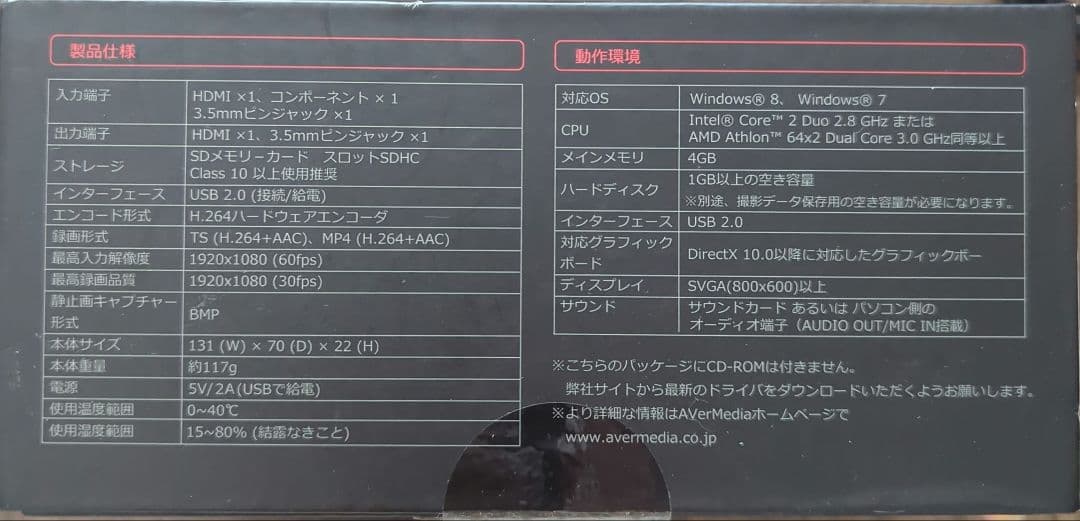 製品仕様
入力端子 HDMI ×1、コンポーネント × 1
3.5mmピンジャック ×1
出力端子 HDMI ×1、3.5mmピンジャック ×1
ストレージ SDメモリーカード スロットSDHC
Class 10 以上使用推奨
インターフェース USB 2.0 (接続/給電)
エンコード形式 H.264ハードウェアエンコーダ
録画形式 TS (H.264+AAC)、MP4 (H.264+AAC)
最高入力解像度 1920x1080 (60fps)
最高録画品質 1920x1080 (30fps)
静止画キャプチャー
形式 BMP
本体サイズ 131 (W) × 70 (D) × 22 (H)
本体重量 約117g
電源 5V/2A(USBで給電)
使用温度範囲 0~40℃
使用湿度範囲 15~80% (結露なきこと)
動作環境
対応OS Windows® 8、 Windows® 7
CPU Intel® Core™ 2 Duo 2.8 GHz または
AMD Athlon™ 64x2 Dual Core 3.0 GHz同等以上
メインメモリ 4GB
ハードディスク 1GB以上の空き容量
※別途、撮影データ保存用の空き容量が必要になります。
インターフェース USB 2.0
対応グラフィック
ボード DirectX 10.0以降に対応したグラフィックボー
ディスプレイ SVGA(800x600)以上
サウンド サウンドカード あるいは パソコン側の
オーディオ端子（AUDIO OUT/MIC IN搭載）
※こちらのパッケージにCD-ROMは付きません。
弊社サイトから最新のドライバをダウンロードいただくようお願いします。
※より詳細な情報はAVerMediaホームページで
www.avermedia.co.jp